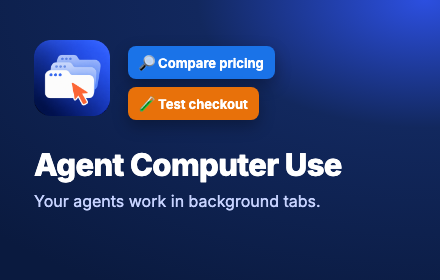 🔎 Compare pricing
🧪 Test checkout
Agent Computer Use
Your agents work in background tabs.